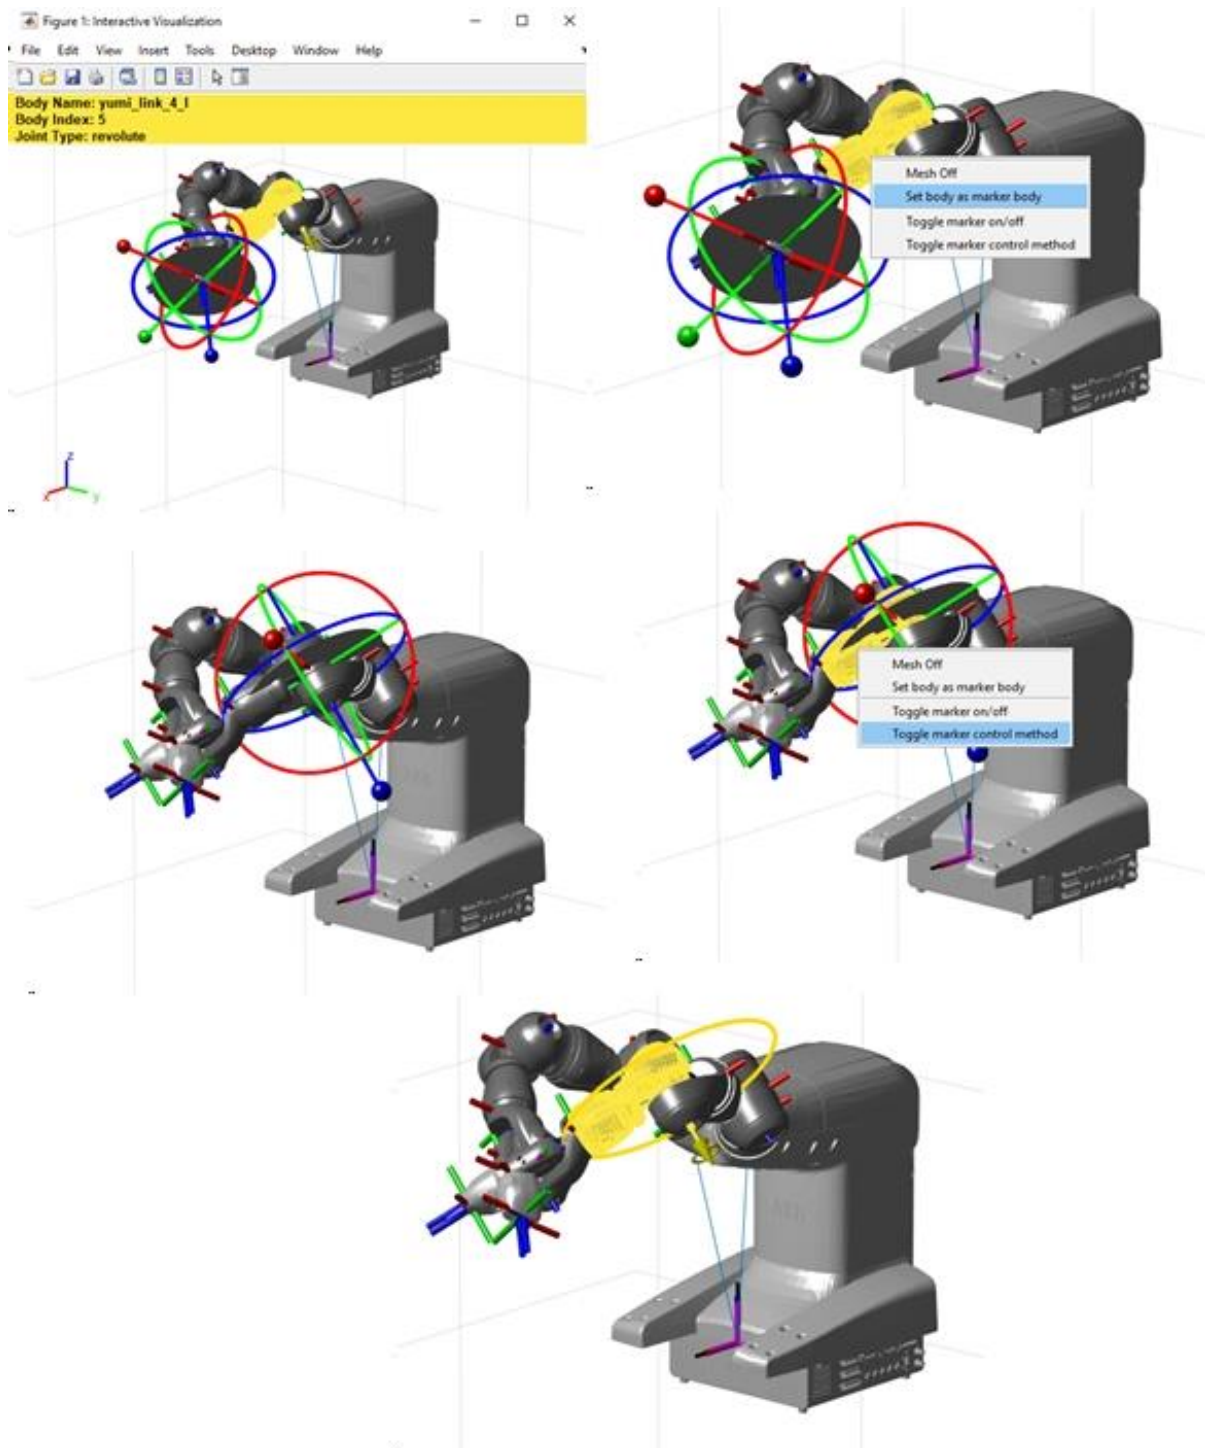 Figure 1: Interactive Visualization
File Edit View Insert Tools Desktop Window Help
Body Name: yumi_link_4_l
Body Index: 5
Joint Type: revolute
Mesh Off
Set body as marker body
Toggle marker on/off
Toggle marker control method
z
x
y
Mesh Off
Set body as marker body
Toggle marker on/off
Toggle marker control method